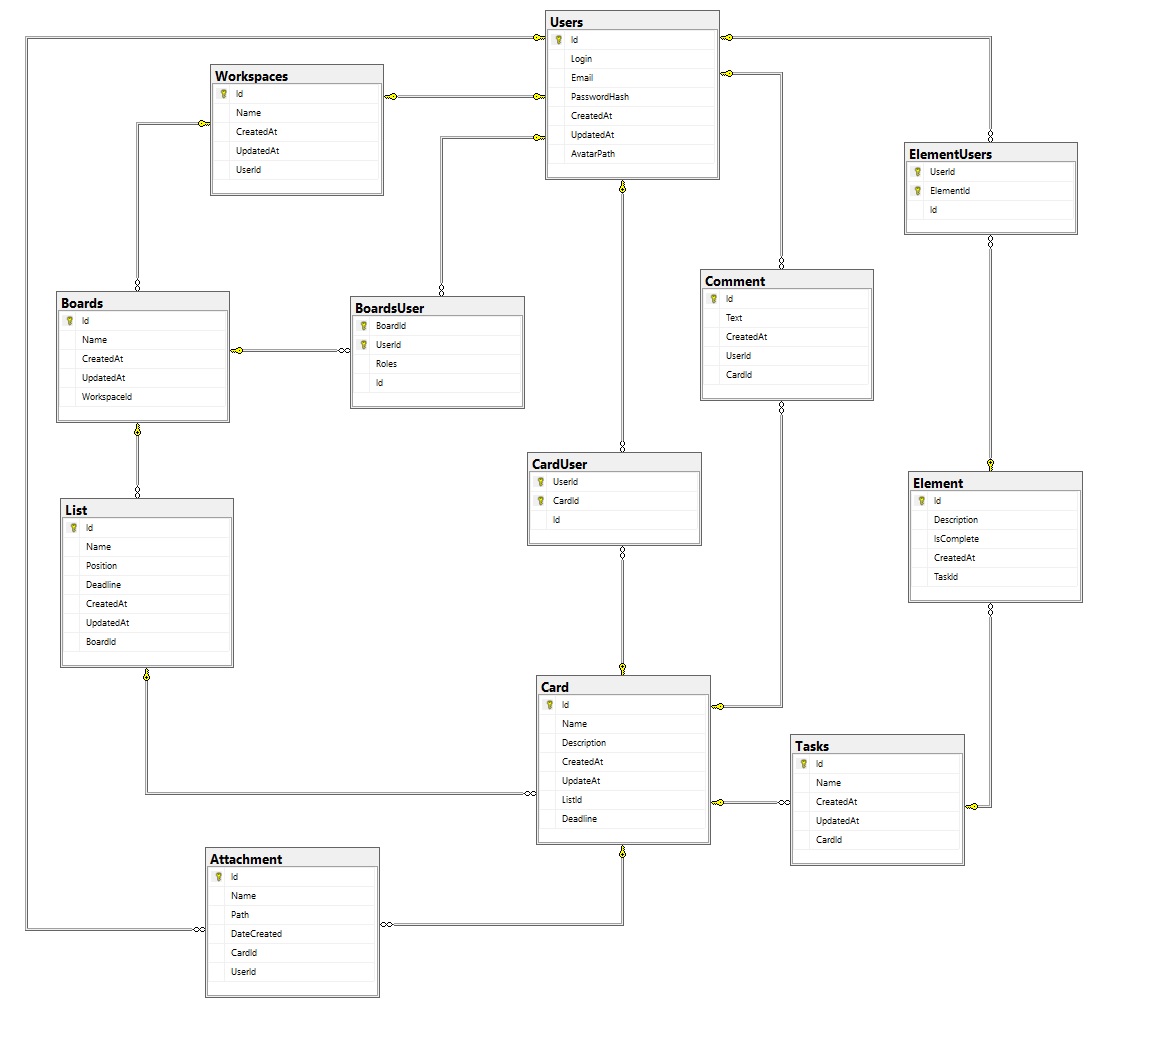 Users
Id
Login
Email
PasswordHash
CreatedAt
UpdatedAt
AvatarPath
Workspaces
Id
Name
CreatedAt
UpdatedAt
UserId
ElementUsers
UserId
ElementId
Id
Boards
Id
Name
CreatedAt
UpdatedAt
WorkspaceId
BoardsUser
BoardId
UserId
Roles
Id
Comment
Id
Text
CreatedAt
UserId
CardId
CardUser
UserId
CardId
Id
Element
Id
Description
IsComplete
CreatedAt
TaskId
List
Id
Name
Position
Deadline
CreatedAt
UpdatedAt
BoardId
Card
Id
Name
Description
CreatedAt
UpdateAt
ListId
Deadline
Tasks
Id
Name
CreatedAt
UpdatedAt
CardId
Attachment
Id
Name
Path
DateCreated
CardId
UserId